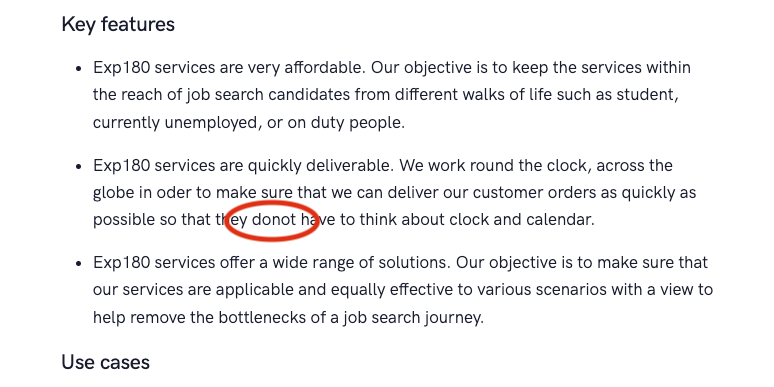 Key features
• Exp180 services are very affordable. Our objective is to keep the services within
the reach of job search candidates from different walks of life such as student,
currently unemployed, or on duty people.
• Exp180 services are quickly deliverable. We work round the clock, across the
globe in oder to make sure that we can deliver our customer orders as quickly as
possible so that they donot have to think about clock and calendar.
• Exp180 services offer a wide range of solutions. Our objective is to make sure that
our services are applicable and equally effective to various scenarios with a view to
help remove the bottlenecks of a job search journey.
Use cases